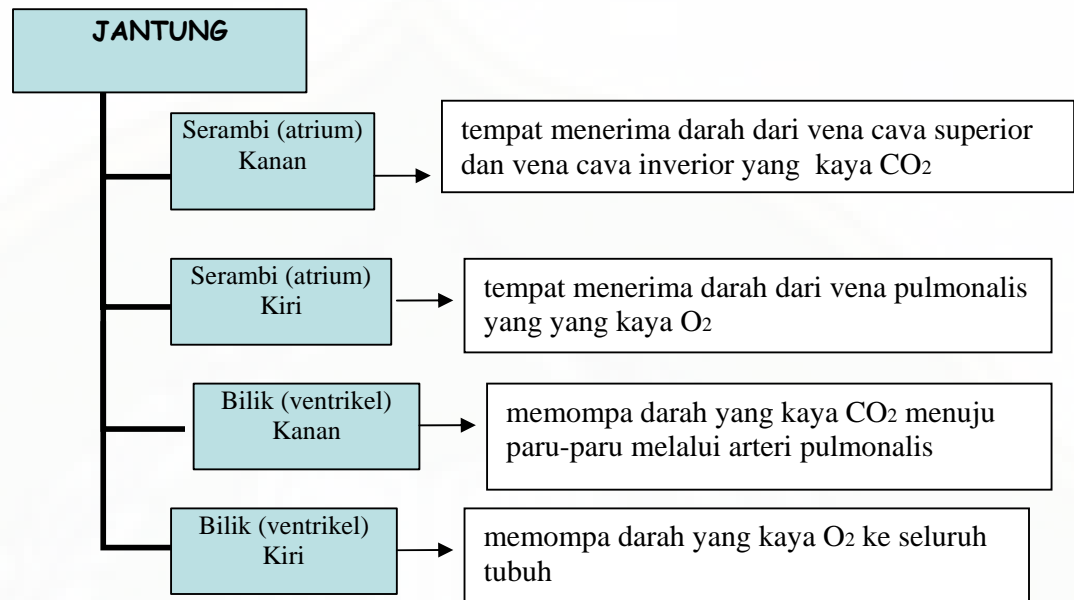 JANTUNG
Serambi (atrium)
Kanan
tempat menerima darah dari vena cava superior
dan vena cava inverior yang kaya CO2
Serambi (atrium)
Kiri
tempat menerima darah dari vena pulmonalis
yang yang kaya O2
Bilik (ventrikel)
Kanan
memompa darah yang kaya CO2 menuju
paru-paru melalui arteri pulmonalis
Bilik (ventrikel)
Kiri
memompa darah yang kaya O2 ke seluruh
tubuh